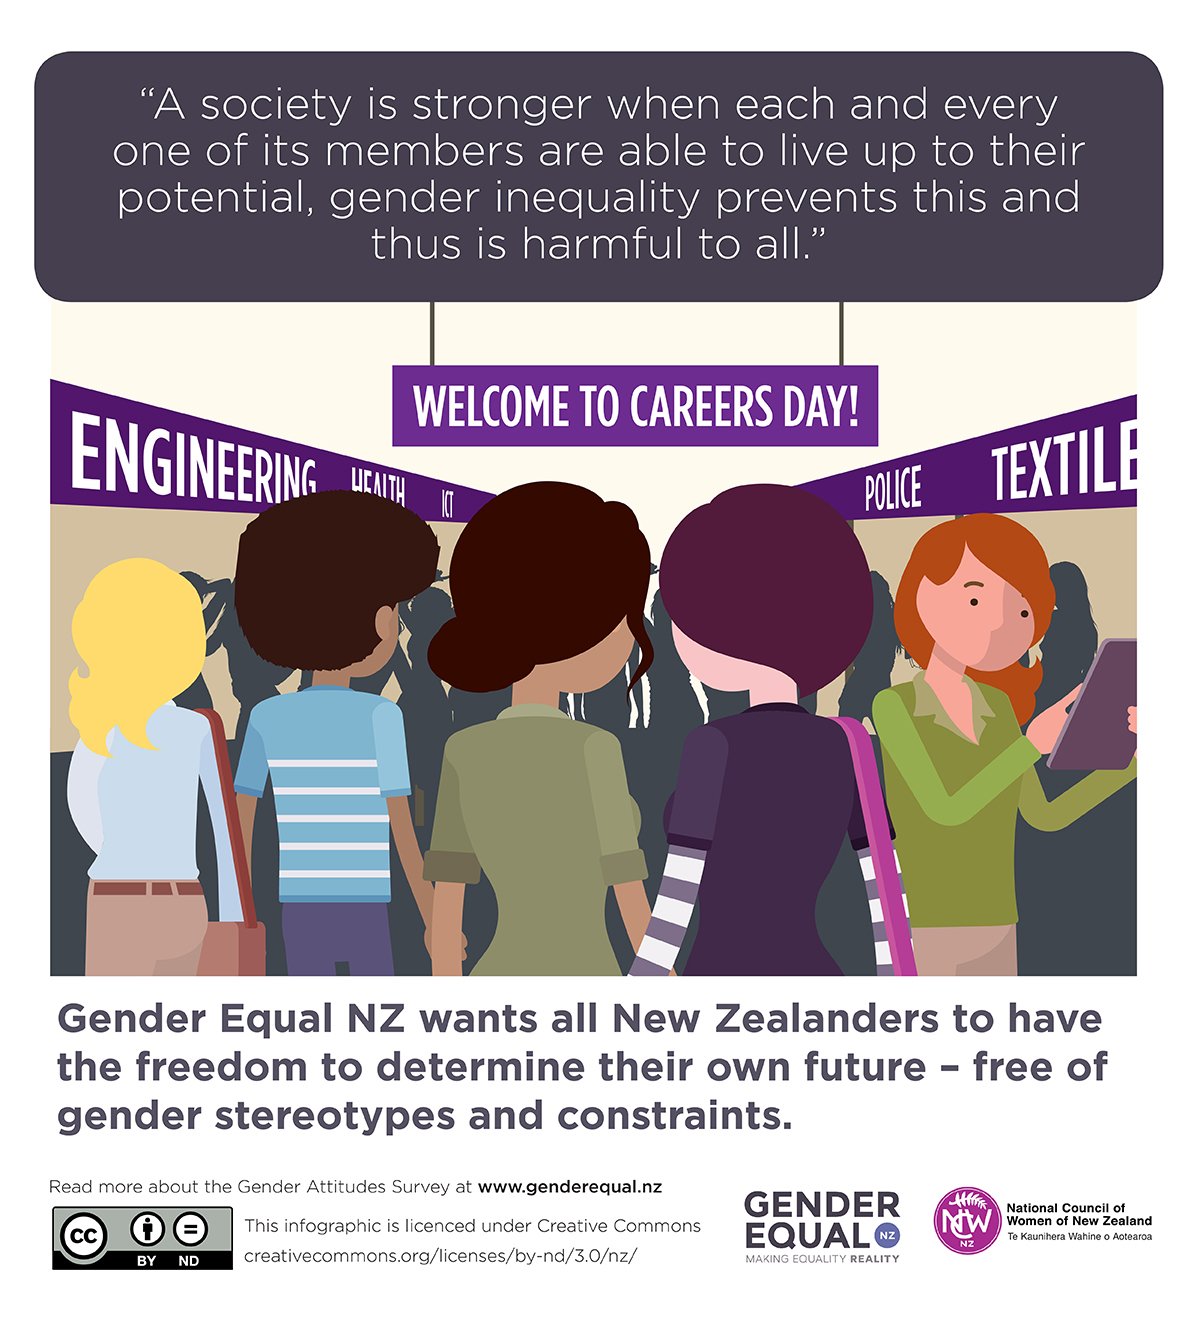 “A society is stronger when each and every
one of its members are able to live up to their
potential, gender inequality prevents this and
thus is harmful to all.”
WELCOME TO CAREERS DAY!
ENGINEERING
HEALTH
ICT
POLICE
TEXTILE
Gender Equal NZ wants all New Zealanders to have
the freedom to determine their own future – free of
gender stereotypes and constraints.
Read more about the Gender Attitudes Survey at www.genderequal.nz
cc
BY ND
This infographic is licenced under Creative Commons
creativecommons.org/licenses/by-nd/3.0/nz/
GENDER
EQUAL NZ
MAKING EQUALITY REALITY
NCW
NZ
National Council of
Women of New Zealand
Te Kaunihera Wahine o Aotearoa